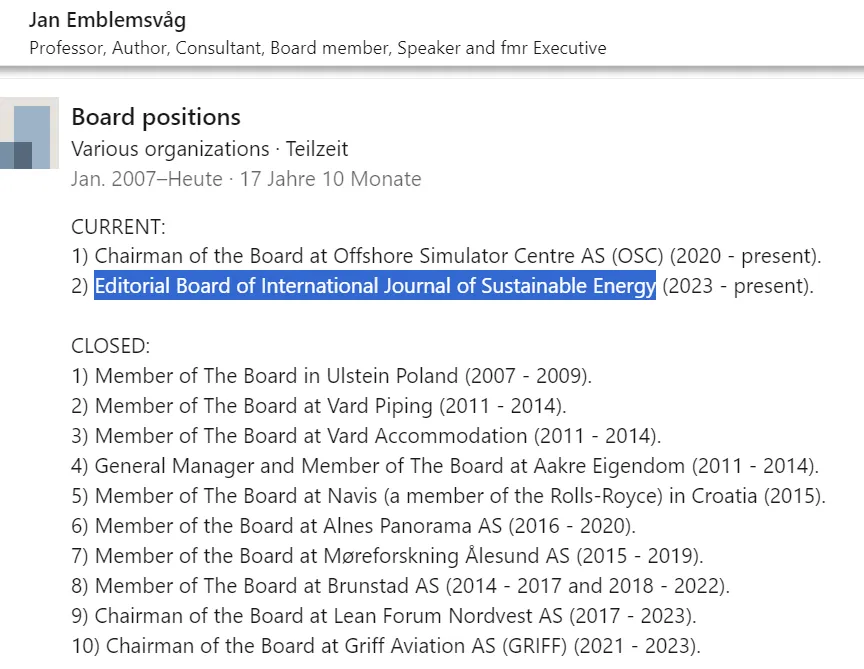 Jan Emblemsvåg
Professor, Author, Consultant, Board member, Speaker and fmr Executive
Board positions
Various organizations · Teilzeit
Jan. 2007–Heute · 17 Jahre 10 Monate
CURRENT:
1) Chairman of the Board at Offshore Simulator Centre AS (OSC) (2020 - present).
2) Editorial Board of International Journal of Sustainable Energy (2023 - present).
CLOSED:
1) Member of The Board in Ulstein Poland (2007 - 2009).
2) Member of The Board at Vard Piping (2011 - 2014).
3) Member of The Board at Vard Accommodation (2011 - 2014).
4) General Manager and Member of The Board at Aakre Eigendom (2011 - 2014).
5) Member of The Board at Navis (a member of the Rolls-Royce) in Croatia (2015).
6) Member of the Board at Alnes Panorama AS (2016 - 2020).
7) Member of the Board at Møreforskning Ålesund AS (2015 - 2019).
8) Member of The Board at Brunstad AS (2014 - 2017 and 2018 - 2022).
9) Chairman of the Board at Lean Forum Nordvest AS (2017 - 2023).
10) Chairman of the Board at Griff Aviation AS (GRIFF) (2021 - 2023).